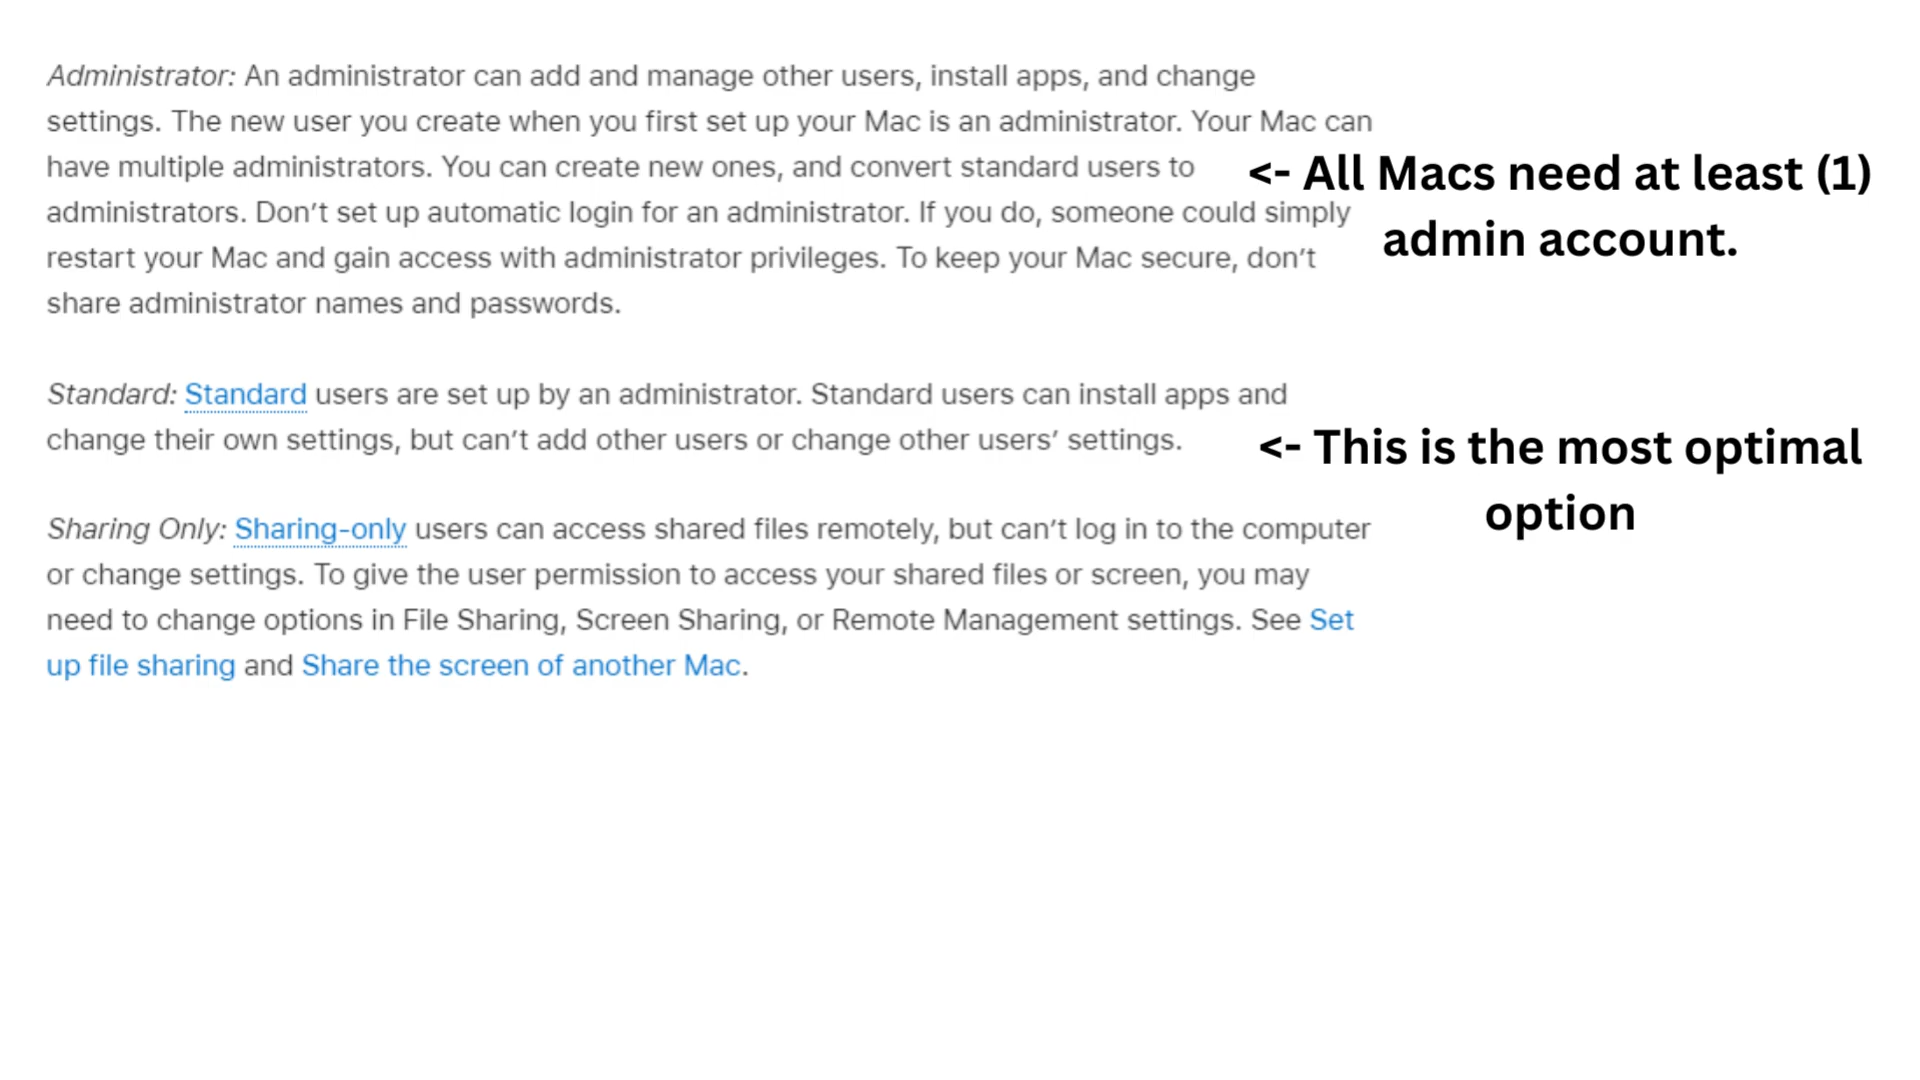 Administrator: An administrator can add and manage other users, install apps, and change
settings. The new user you create when you first set up your Mac is an administrator. Your Mac can
have multiple administrators. You can create new ones, and convert standard users to
administrators. Don’t set up automatic login for an administrator. If you do, someone could simply
restart your Mac and gain access with administrator privileges. To keep your Mac secure, don’t
share administrator names and passwords.
<- All Macs need at least (1)
admin account.
Standard: Standard users are set up by an administrator. Standard users can install apps and
change their own settings, but can’t add other users or change other users’ settings.
<- This is the most optimal
option
Sharing Only: Sharing-only users can access shared files remotely, but can’t log in to the computer
or change settings. To give the user permission to access your shared files or screen, you may
need to change options in File Sharing, Screen Sharing, or Remote Management settings. See Set
up file sharing and Share the screen of another Mac.